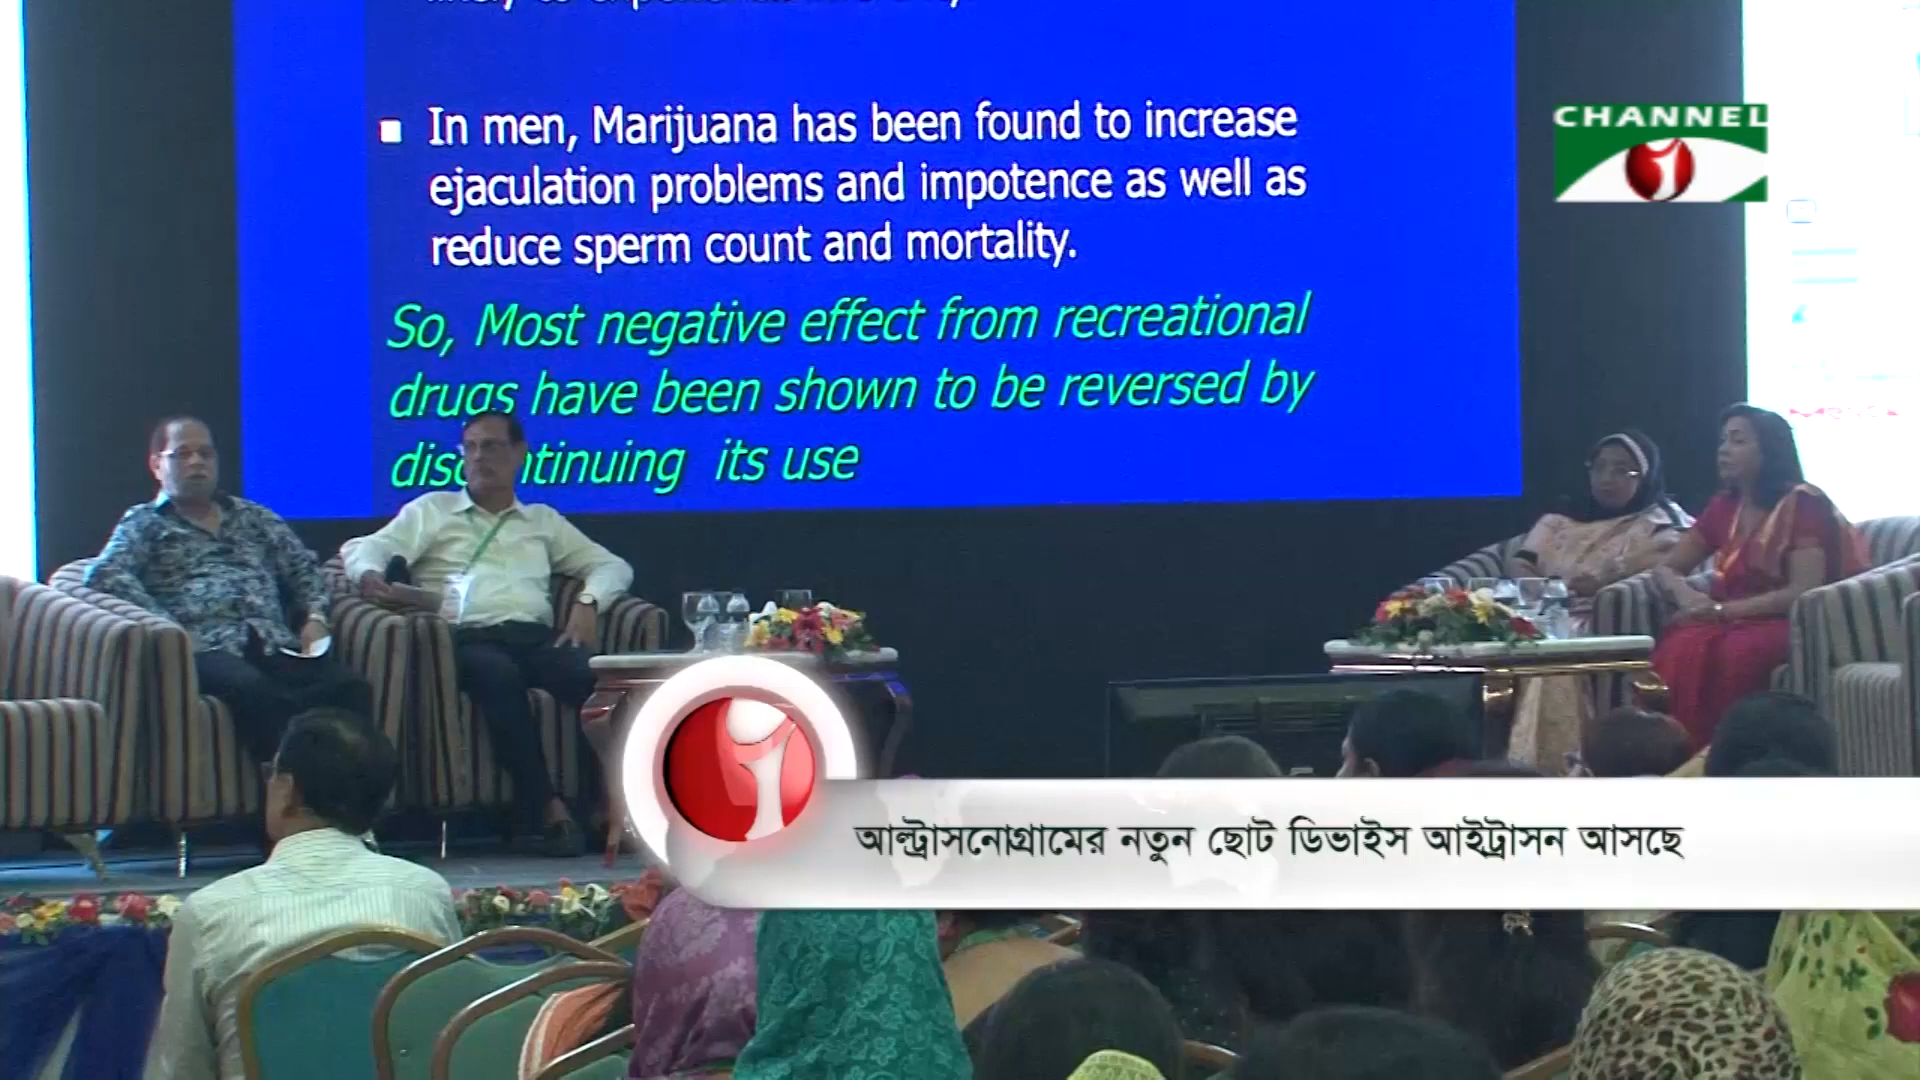 In men, Marijuana has been found to increase
ejaculation problems and impotence as well as
reduce sperm count and mortality.
So, Most negative effect from recreational
drugs have been shown to be reversed by
its use
CHANNEL
i
আল্ট্রাসনোগ্রামের নতুন ছোট ডিভাইস আইট্রাসন আসছে